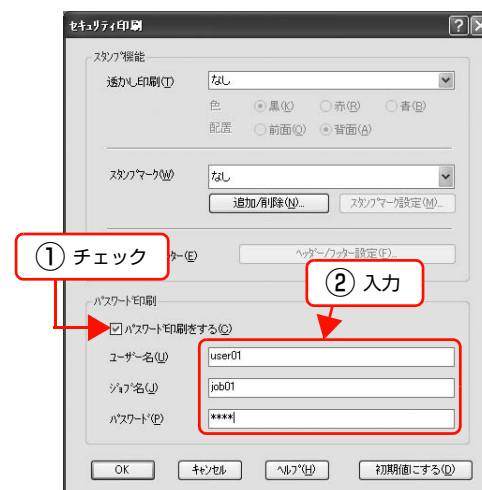 セキュリティ印刷
スタンプ機能
透かし印刷(T) なし
色 黒(K) 赤(R) 青(B)
配置 前面(O) 背面(A)
スタンプマーク(W) なし
追加/削除(N)... スタンプマーク設定(M)...
ター(E) ヘッダー/フッター設定(F)...
① チェック
② 入力
パスワード印刷
パスワード印刷をする(C)
ユーザー名(U) user01
ジョブ名(J) job01
パスワード(P) ****
OK キャンセル ヘルプ(H) 初期値にする(D)